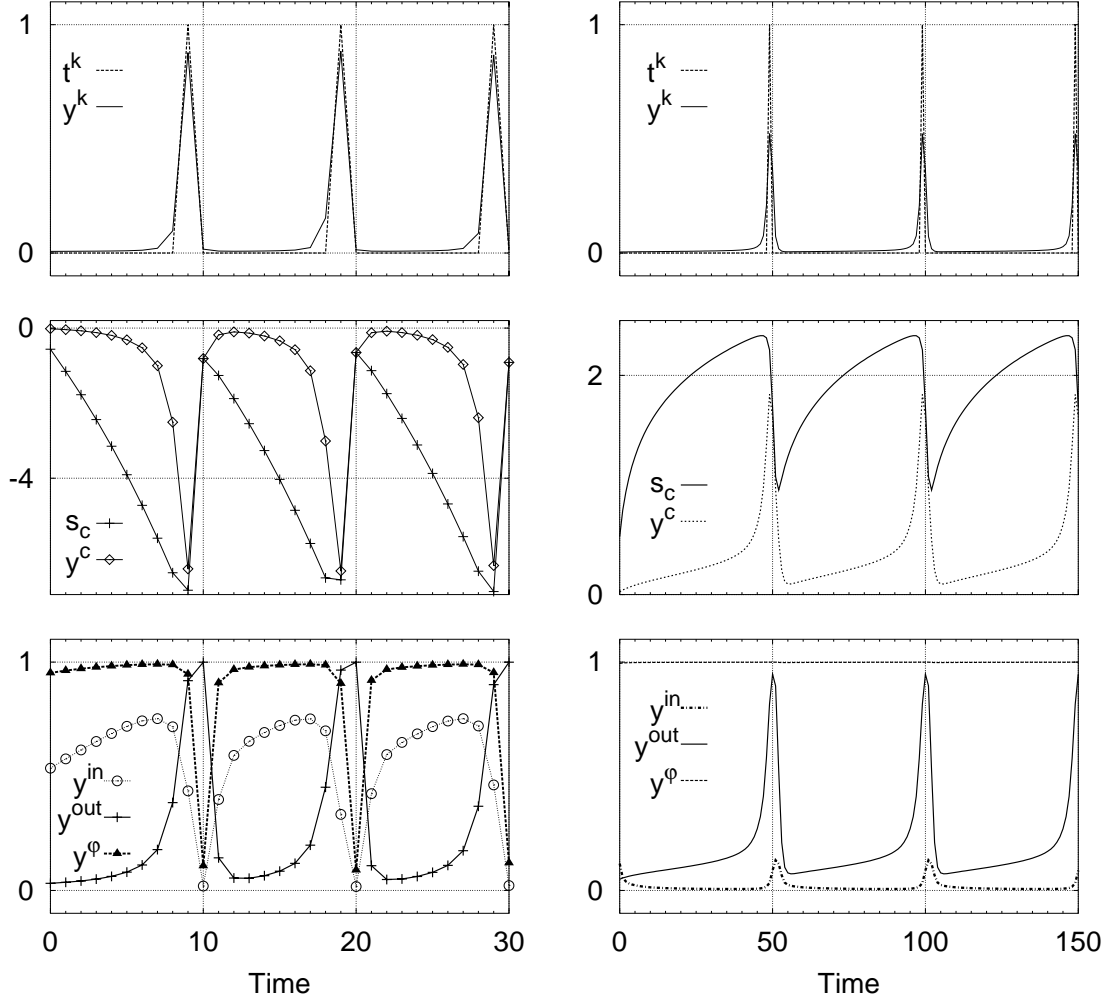 1
t^k
y^k
0
1
t^k
y^k
0
0
-4
s_c
y^c
2
s_c
y^c
0
1
y^in
y^out
y^φ
0
0 10 20 30
Time
1
y^in
y^out
y^φ
0
0 50 100 150
Time